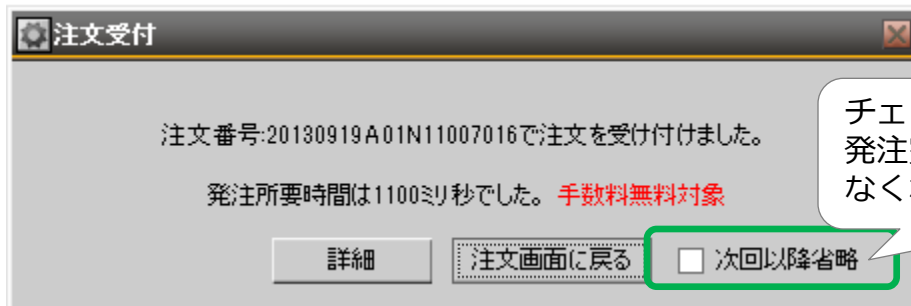 注文受付
注文番号:20130919A01N11007016で注文を受け付けました。
発注所要時間は1100ミリ秒でした。 手数料無料対象
詳細
注文画面に戻る
次回以降省略
チェ
発注
なく